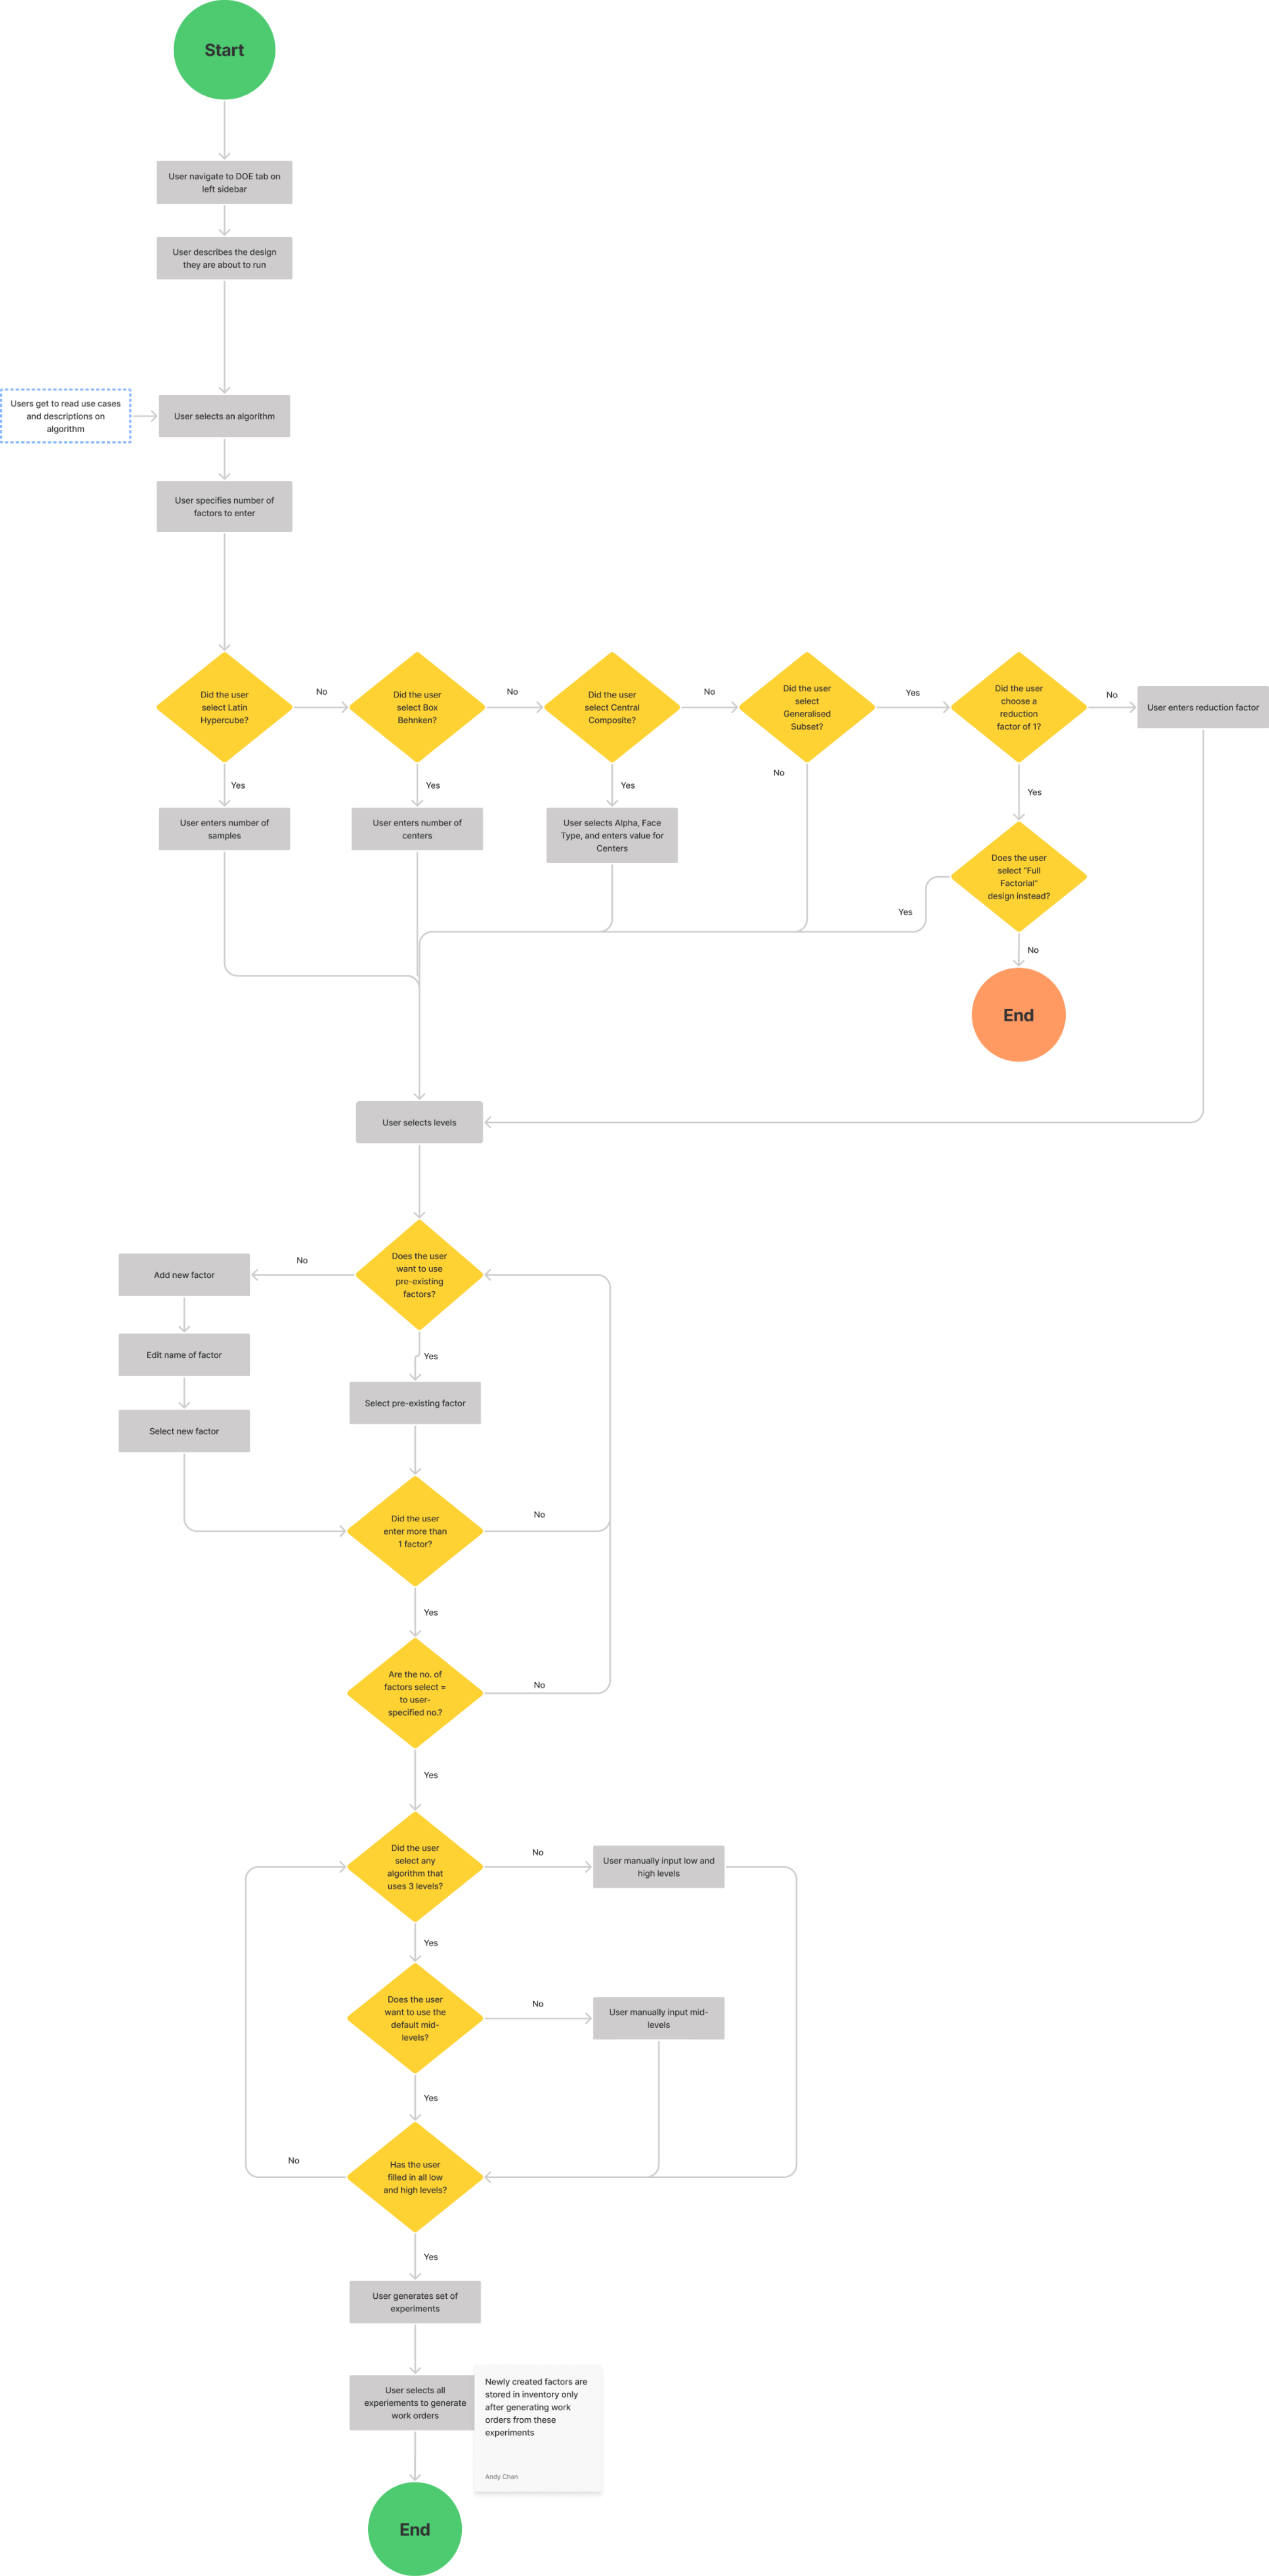 Start
User navigate to DOE tab on
left sidebar
User describes the design
they are about to run
Users get to read use cases
and descriptions on
algorithm
User selects an algorithm
User specifies number of
factors to enter
Did the user
select Latin
Hypercube?
No
Did the user
select Box
Behnken?
No
Did the user
select Central
Composite?
No
Did the user
select
Generalised
Subset?
Yes
Did the user
choose a
reduction
factor of 1?
No
User enters reduction factor
Yes
Yes
Yes
No
Yes
User enters number of
samples
User enters number of
centers
User selects Alpha, Face
Type, and enters value for
Centers
Does the user
select "Full
Factorial"
design instead?
Yes
No
End
User selects levels
Does the user
want to use
pre-existing
factors?
No
Add new factor
Edit name of factor
Select new factor
Yes
Select pre-existing factor
Did the user
enter more than
1 factor?
No
Yes
Are the no. of
factors select =
to user-
specified no.?
No
Yes
Did the user
select any
algorithm that
uses 3 levels?
No
User manually input low and
high levels
Yes
Does the user
want to use the
default mid-
levels?
No
User manually input mid-
levels
Yes
Has the user
filled in all low
and high levels?
No
Yes
User generates set of
experiments
User selects all
experiements to generate
work orders
Newly created factors are
stored in inventory only
after generating work
orders from these
experiments
Andy Chan
End